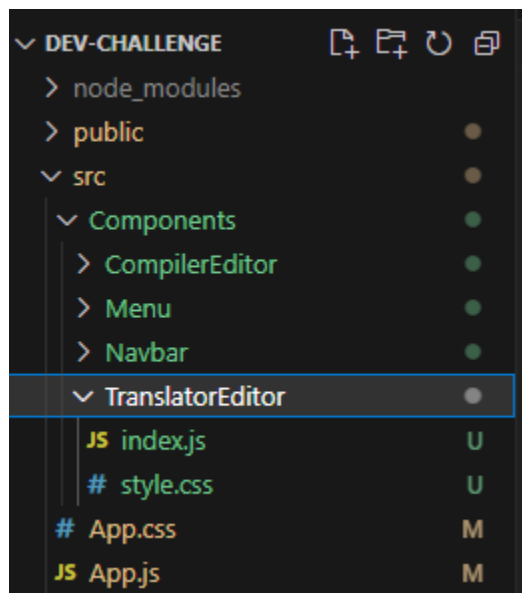 DEV-CHALLENGE
node_modules
public
src
Components
CompilerEditor
Menu
Navbar
TranslatorEditor
JS index.js U
# style.css U
# App.css M
JS App.js M